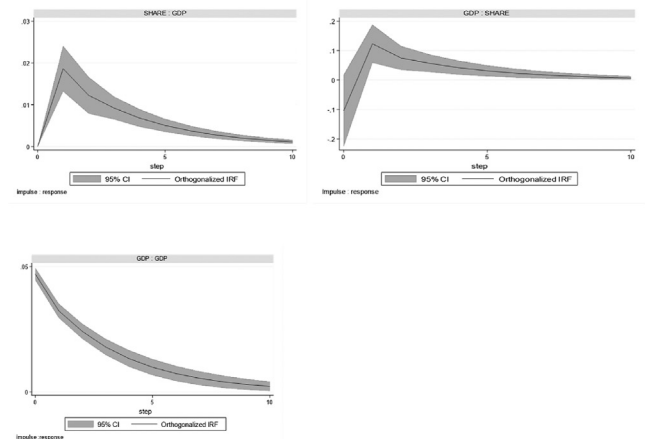 SHARE : GDP
.03
.02
.01
0
0 5 10
step
95% CI Orthogonalized IRF
impulse : response
GDP : SHARE
.2
.1
0
-.1
-.2
0 5 10
step
95% CI Orthogonalized IRF
impulse : response
GDP : GDP
.05
0
0 5 10
step
95% CI Orthogonalized IRF
impulse :response